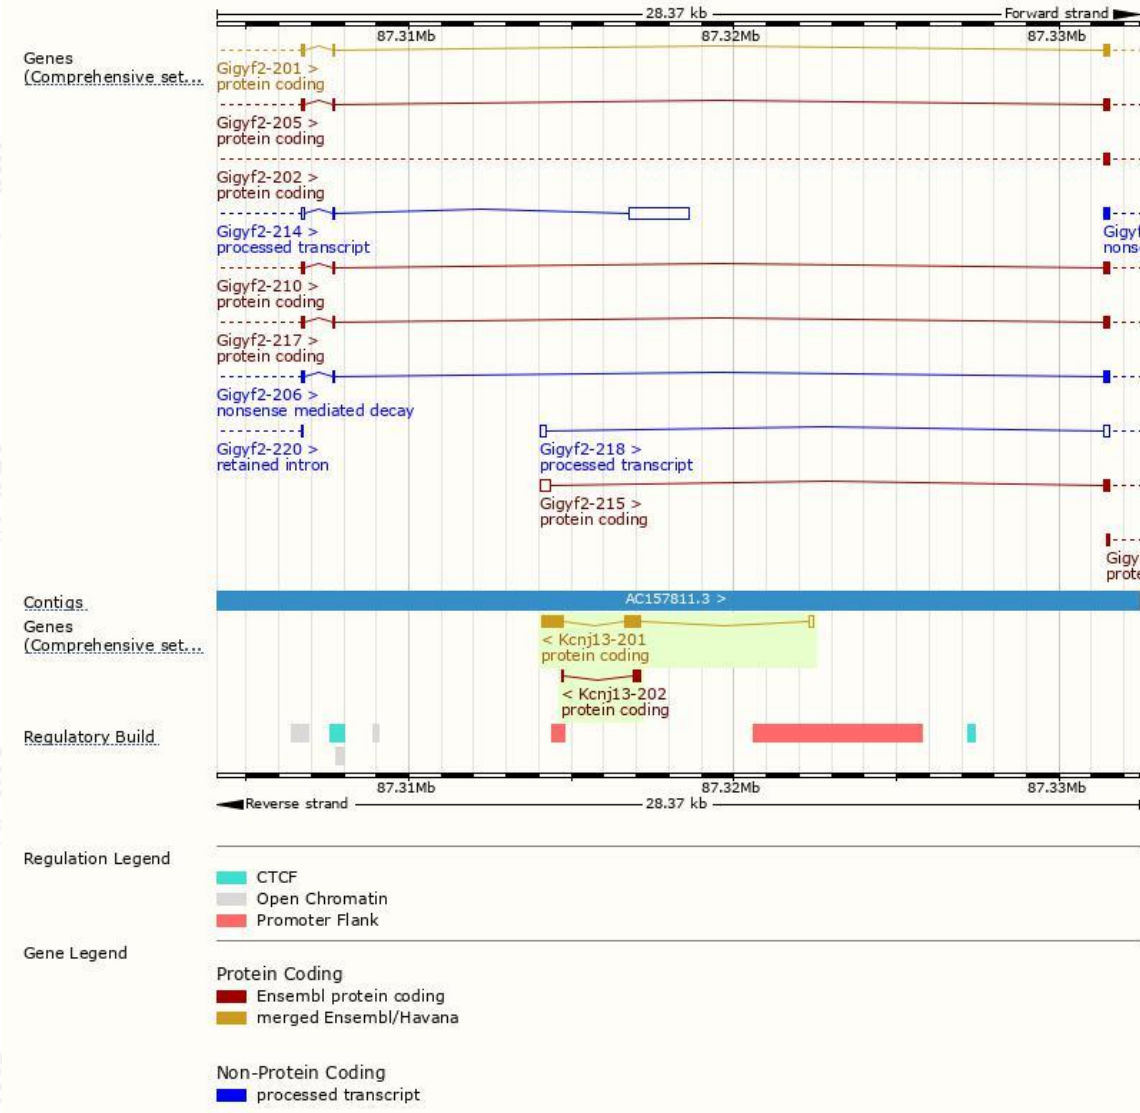 28.37 kb Forward strand
87.31Mb 87.32Mb 87.33Mb
Genes
(Comprehensive set...
Gigyf2-201 >
protein coding
Gigyf2-205 >
protein coding
Gigyf2-202 >
protein coding
Gigyf2-214 > Gigyf
processed transcript nons
Gigyf2-210 >
protein coding
Gigyf2-217 >
protein coding
Gigyf2-206 >
nonsense mediated decay
Gigyf2-220 > Gigyf2-218 >
retained intron processed transcript
Gigyf2-215 >
protein coding
Gigy
prote
Contigs AC157811.3 >
Genes
(Comprehensive set...
< Kcnj13-201
protein coding
< Kcnj13-202
protein coding
Regulatory Build
87.31Mb 87.32Mb 87.33Mb
Reverse strand 28.37 kb
Regulation Legend
CTCF
Open Chromatin
Promoter Flank
Gene Legend
Protein Coding
Ensembl protein coding
merged Ensembl/Havana
Non-Protein Coding
processed transcript